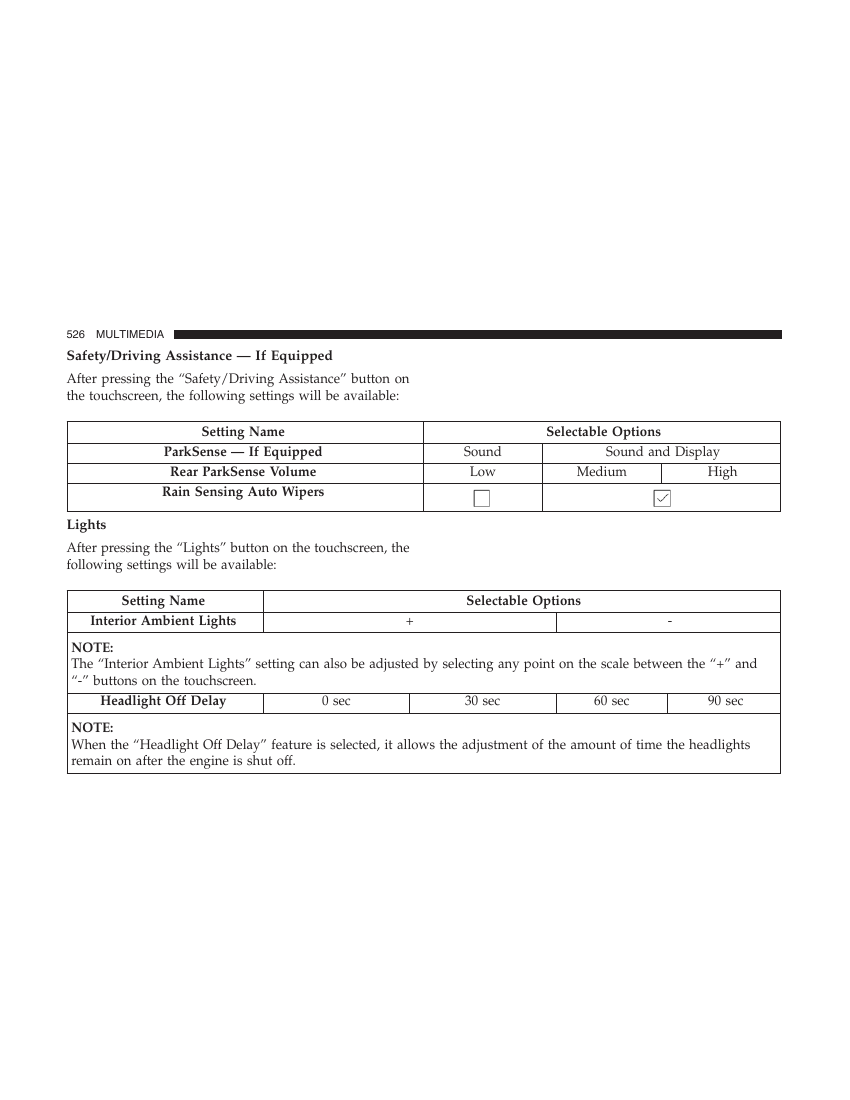 526 MULTIMEDIA
Safety/Driving Assistance — If Equipped
After pressing the “Safety/Driving Assistance” button on
the touchscreen, the following settings will be available:
Setting Name Selectable Options
ParkSense — If Equipped Sound Sound and Display
Rear ParkSense Volume Low Medium High
Rain Sensing Auto Wipers
Lights
After pressing the “Lights” button on the touchscreen, the
following settings will be available:
Setting Name Selectable Options
Interior Ambient Lights + -
NOTE:
The “Interior Ambient Lights” setting can also be adjusted by selecting any point on the scale between the “+” and
“-” buttons on the touchscreen.
Headlight Off Delay 0 sec 30 sec 60 sec 90 sec
NOTE:
When the “Headlight Off Delay” feature is selected, it allows the adjustment of the amount of time the headlights
remain on after the engine is shut off.